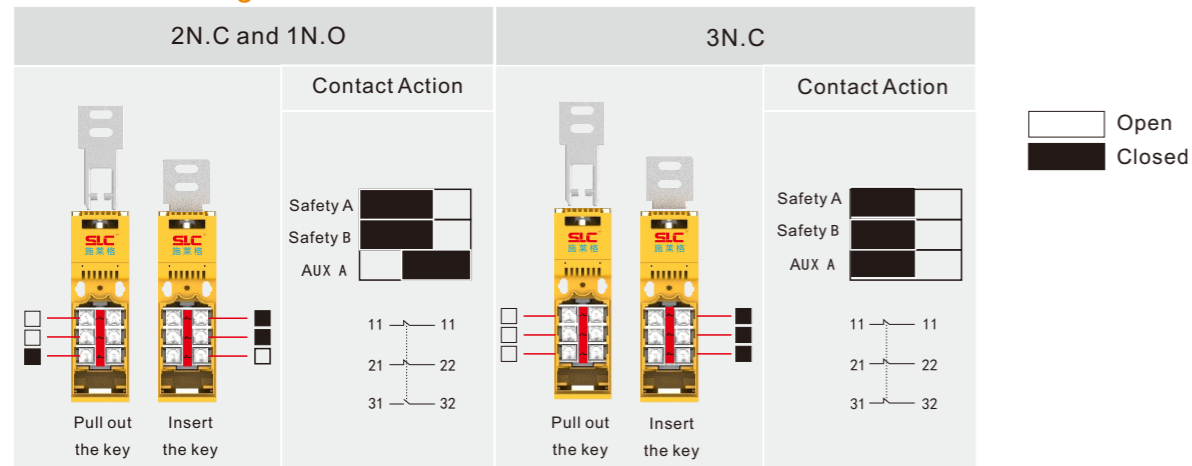 2N.C and 1N.O
3N.C
Contact Action
Contact Action
Open
Closed
Safety A
Safety B
AUX A
Safety A
Safety B
AUX A
SLC
施莱格
SLC
施莱格
SLC
施莱格
SLC
施莱格
11 11
21 22
31 32
11 11
21 22
31 32
Pull out
the key
Insert
the key
Pull out
the key
Insert
the key